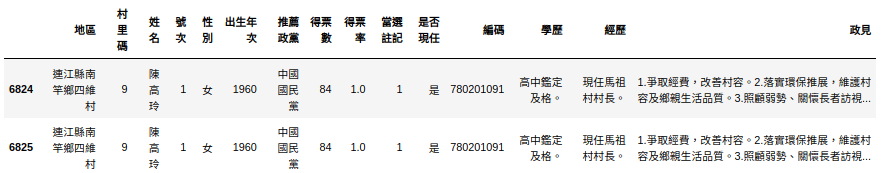 地區 村里碼 姓名 號次 性別 出生年次 推薦政黨 得票數 得票率 當選註記 是否現任 編碼 學歷 經歷 政見
6824 連江縣南竿鄉四維村 9 陳高玲 1 女 1960 中國國民黨 84 1.0 1 是 780201091 高中鑑定及格。 現任馬祖村村長。 1.爭取經費，改善村容。2.落實環保推展，維護村容及鄉親生活品質。3.照顧弱勢、關懷長者訪視...
6825 連江縣南竿鄉四維村 9 陳高玲 1 女 1960 中國國民黨 84 1.0 1 是 780201091 高中鑑定及格。 現任馬祖村村長。 1.爭取經費，改善村容。2.落實環保推展，維護村容及鄉親生活品質。3.照顧弱勢、關懷長者訪視...